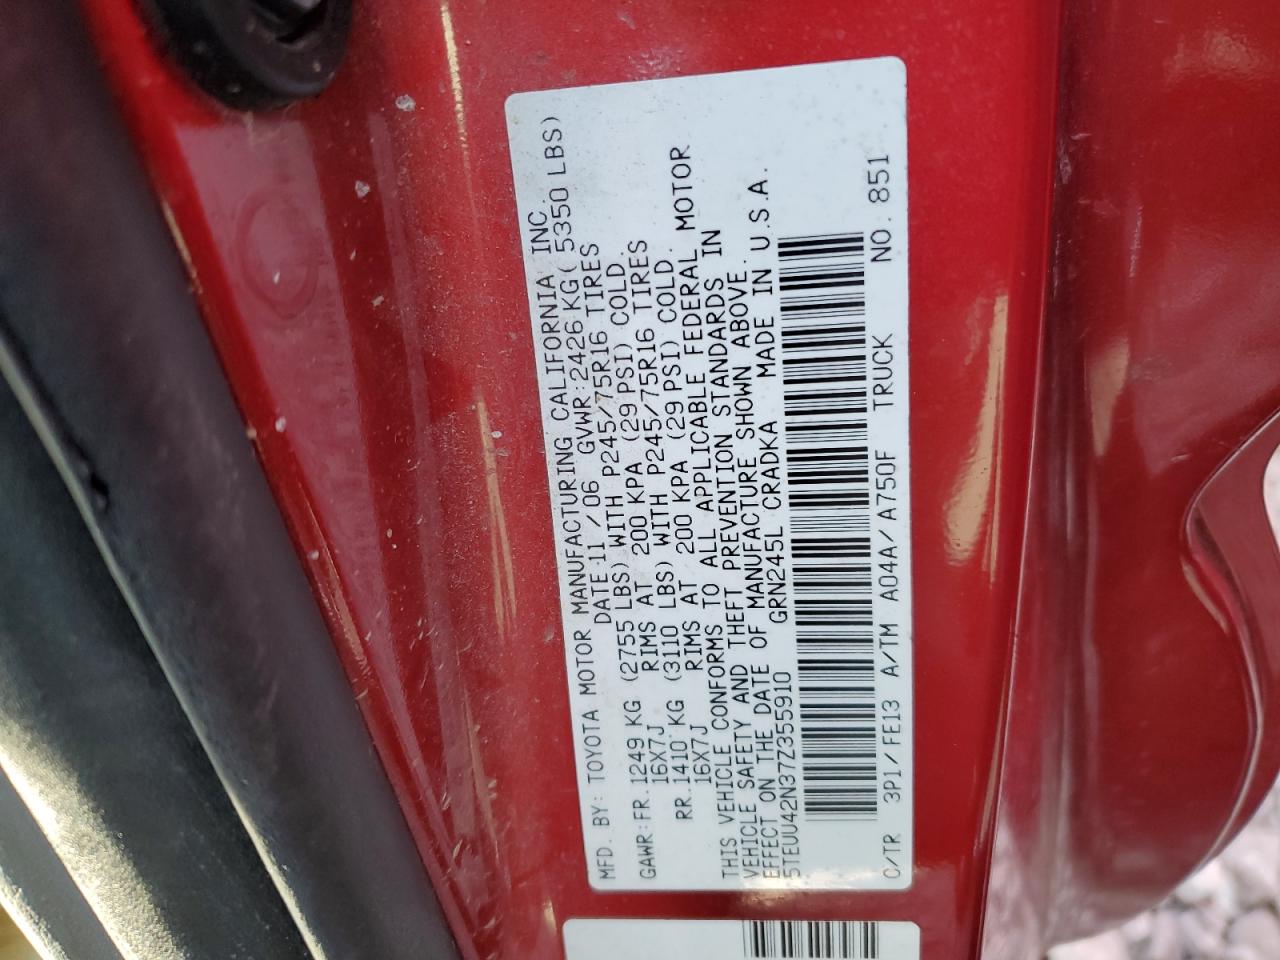 MFD. BY: TOYOTA MOTOR MANUFACTURING CALIFORNIA INC.
DATE 11 / 06 GVWR: 2426 KG( 5350 LBS)
GAWR: FR. 1249 KG (2755 LBS) WITH P245/75R16 TIRES
16X7J RIMS AT 200 KPA (29 PSI) COLD.
RR. 1410 KG (3110 LBS) WITH P245/75R16 TIRES
16X7J RIMS AT 200 KPA (29 PSI) COLD.
THIS VEHICLE CONFORMS TO ALL APPLICABLE FEDERAL MOTOR
VEHICLE SAFETY AND THEFT PREVENTION STANDARDS IN
EFFECT ON THE DATE OF MANUFACTURE SHOWN ABOVE.
5TEUU42N37Z355910 GRN245L CRADKA MADE IN U.S.A.
C/TR 3P1/FE13 A/TM A04A/A750F TRUCK NO. 851